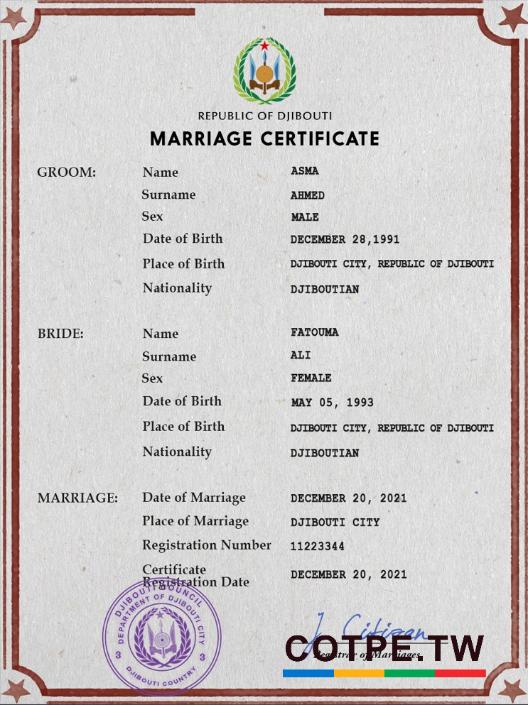 REPUBLIC OF DJIBOUTI
MARRIAGE CERTIFICATE
GROOM: Name ASMA
Surname AHMED
Sex MALE
Date of Birth DECEMBER 28,1991
Place of Birth DJIBOUTI CITY, REPUBLIC OF DJIBOUTI
Nationality DJIBOUTIAN
BRIDE: Name FATOUMA
Surname ALI
Sex FEMALE
Date of Birth MAY 05, 1993
Place of Birth DJIBOUTI CITY, REPUBLIC OF DJIBOUTI
Nationality DJIBOUTIAN
MARRIAGE: Date of Marriage DECEMBER 20, 2021
Place of Marriage DJIBOUTI CITY
Registration Number 11223344
Certificate
Registration Date DECEMBER 20, 2021
DJIBOUTI COUNCIL
DEPARTMENT OF DJIBOUTI CITY
3 3
DJIBOUTI COUNTRY
J. Citizen
Registrar of Marriages
COTPE.TW